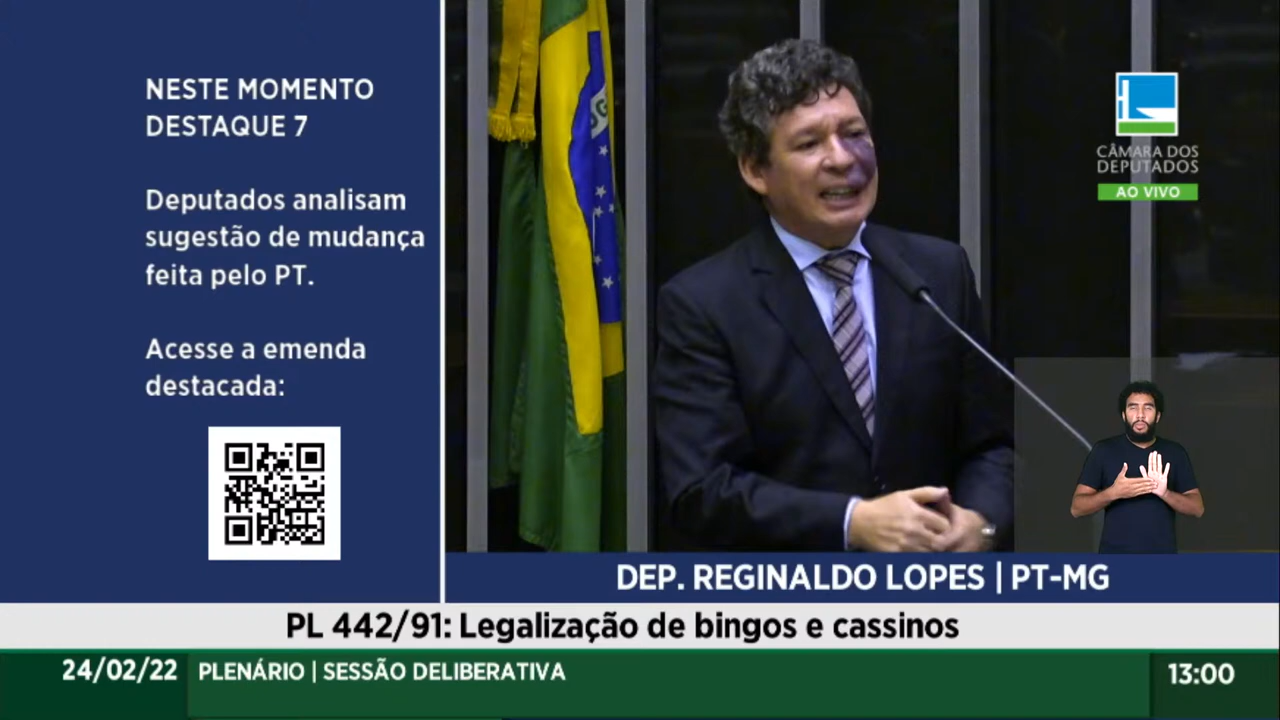 NESTE MOMENTO
DESTAQUE 7
Deputados analisam
sugestão de mudança
feita pelo PT.
Acesse a emenda
destacada:
CÂMARA DOS
DEPUTADOS
AO VIVO
DEP. REGINALDO LOPES | PT-MG
PL 442/91: Legalização de bingos e cassinos
24/02/22 PLENÁRIO | SESSÃO DELIBERATIVA 13:00